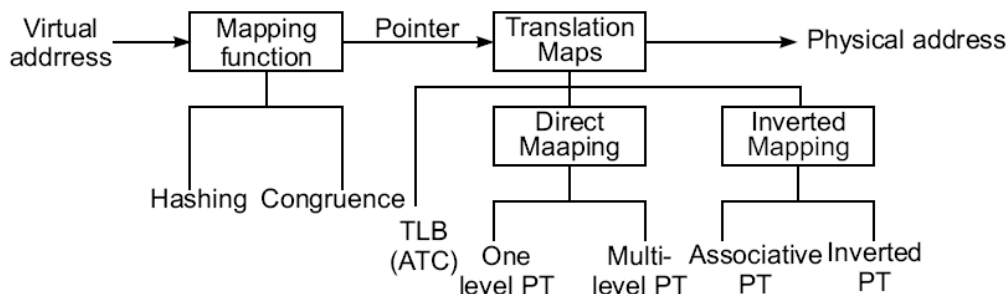 Virtual
addrress
Mapping
function
Pointer
Translation
Maps
Physical address
Hashing
Congruence
TLB
(ATC)
Direct
Maaping
Inverted
Mapping
One
level PT
Multi-
level PT
Associative
PT
Inverted
PT